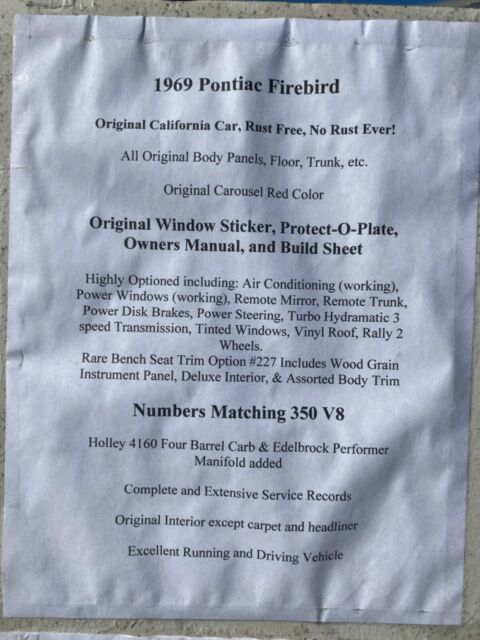 1969 Pontiac Firebird
Original California Car, Rust Free, No Rust Ever!
All Original Body Panels, Floor, Trunk, etc.
Original Carousel Red Color
Original Window Sticker, Protect-O-Plate,
Owners Manual, and Build Sheet
Highly Optioned including: Air Conditioning (working),
Power Windows (working), Remote Mirror, Remote Trunk,
Power Disk Brakes, Power Steering, Turbo Hydramatic 3
speed Transmission, Tinted Windows, Vinyl Roof, Rally 2
Wheels.
Rare Bench Seat Trim Option #227 Includes Wood Grain
Instrument Panel, Deluxe Interior, & Assorted Body Trim
Numbers Matching 350 V8
Holley 4160 Four Barrel Carb & Edelbrock Performer
Manifold added
Complete and Extensive Service Records
Original Interior except carpet and headliner
Excellent Running and Driving Vehicle